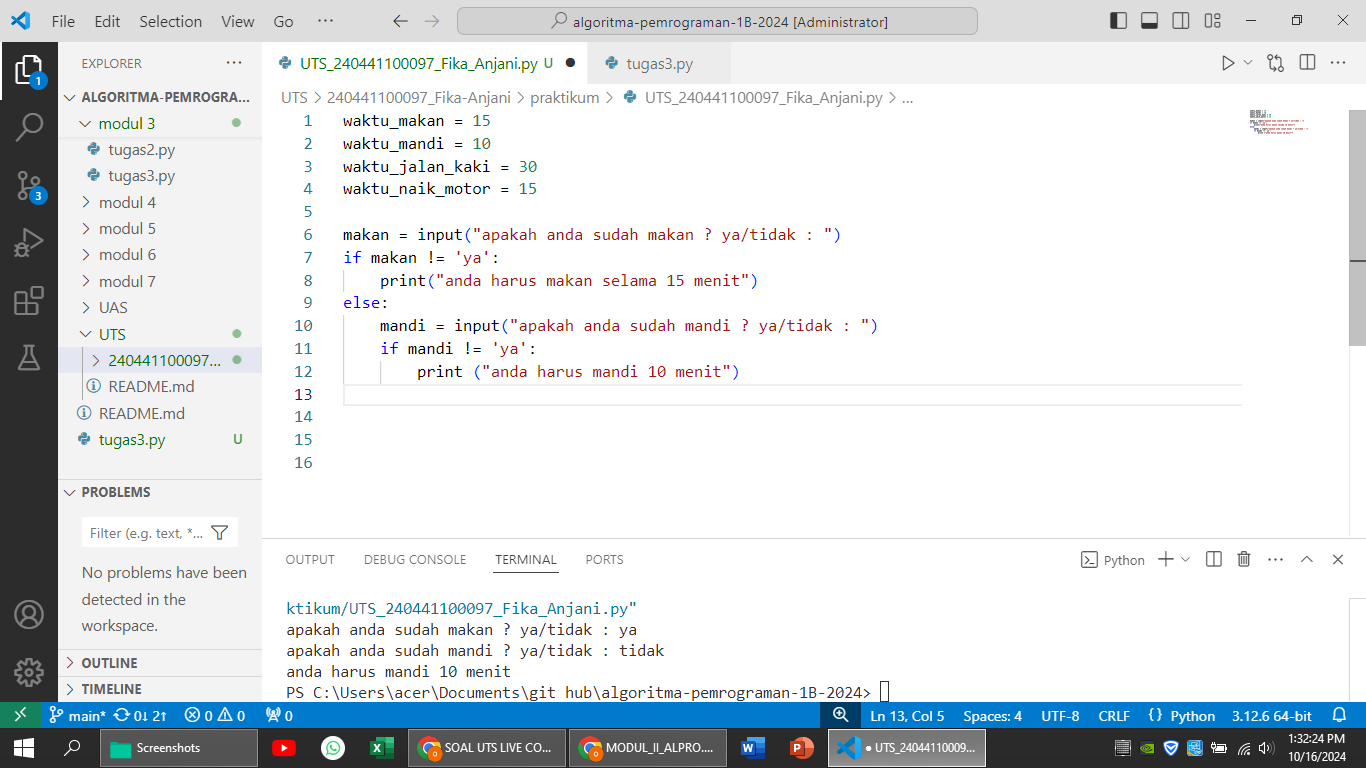 File Edit Selection View Go ···
algoritma-pemrograman-1B-2024 [Administrator]
EXPLORER ···
ALGORITMA-PEMROGRA...
modul 3
tugas2.py
tugas3.py
modul 4
modul 5
modul 6
modul 7
UAS
UTS
240441100097...
README.md
README.md
tugas3.py U
PROBLEMS
Filter (e.g. text, *...
No problems have been
detected in the
workspace.
OUTLINE
TIMELINE
1
3
UTS_240441100097_Fika_Anjani.py U
tugas3.py
UTS > 240441100097_Fika-Anjani > praktikum > UTS_240441100097_Fika_Anjani.py > ...
1 waktu_makan = 15
2 waktu_mandi = 10
3 waktu_jalan_kaki = 30
4 waktu_naik_motor = 15
5
6 makan = input("apakah anda sudah makan ? ya/tidak : ")
7 if makan != 'ya':
8 print("anda harus makan selama 15 menit")
9 else:
10 mandi = input("apakah anda sudah mandi ? ya/tidak : ")
11 if mandi != 'ya':
12 print ("anda harus mandi 10 menit")
13
14
15
16
OUTPUT DEBUG CONSOLE TERMINAL PORTS
Python
ktikum/UTS_240441100097_Fika_Anjani.py"
apakah anda sudah makan ? ya/tidak : ya
apakah anda sudah mandi ? ya/tidak : tidak
anda harus mandi 10 menit
PS C:\Users\acer\Documents\git hub\algoritma-pemrograman-1B-2024>
main* 0↓ 2↑ 0 0 0
Ln 13, Col 5 Spaces: 4 UTF-8 CRLF {} Python 3.12.6 64-bit
Screenshots
SOAL UTS LIVE CO...
MODUL_II_ALPRO....
● UTS_24044110009...
1:32:24 PM
10/16/2024